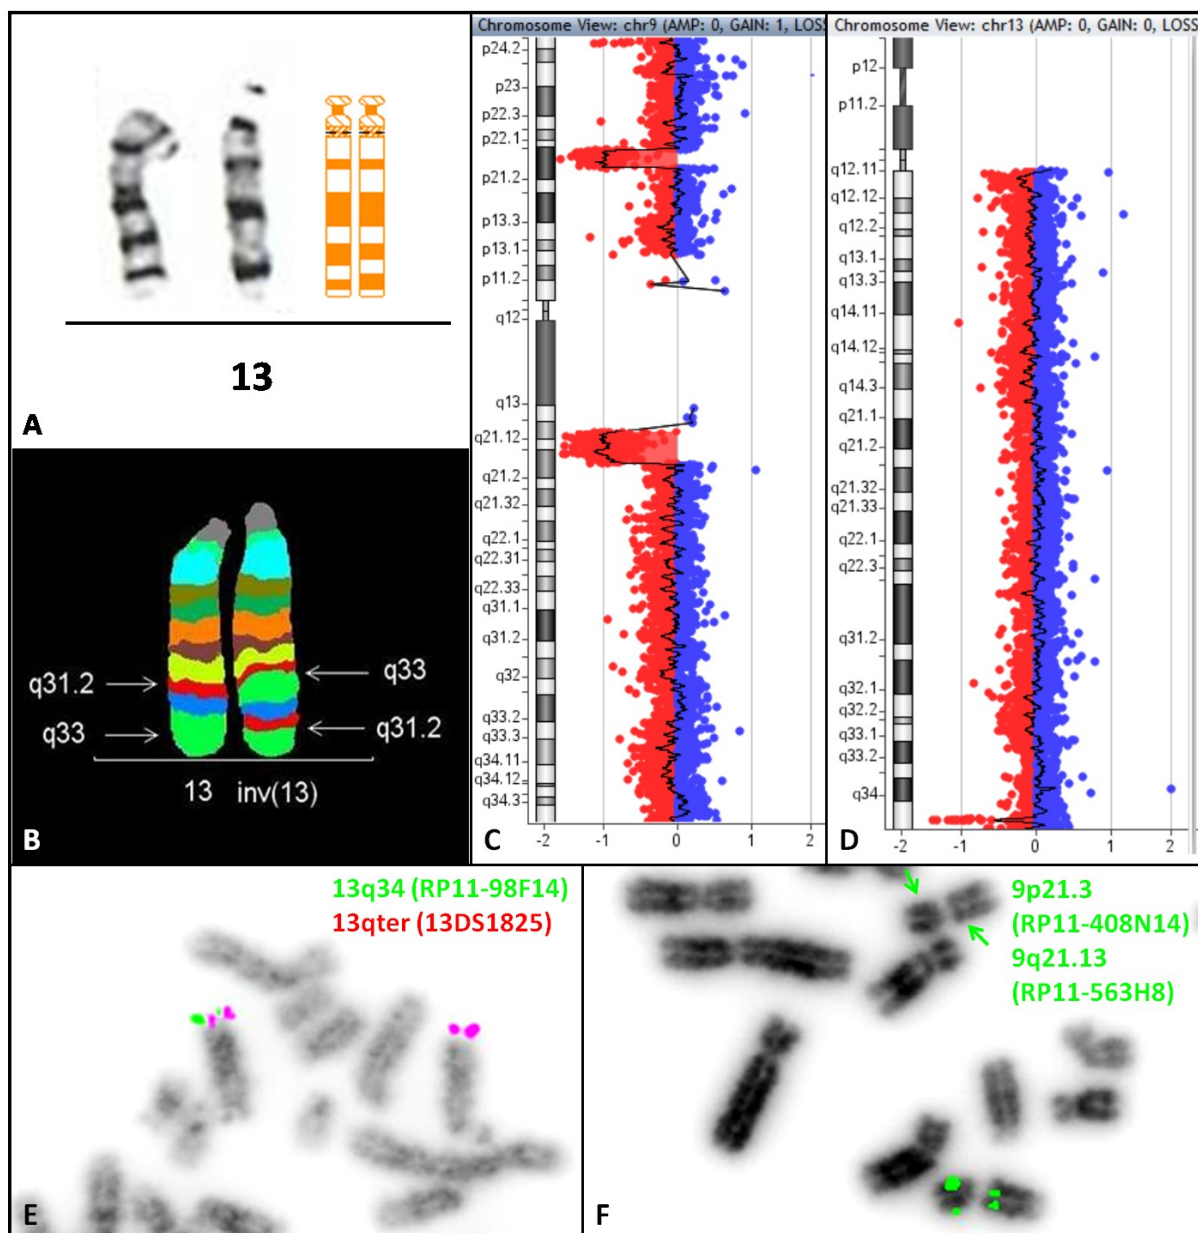 13
A
q31.2
q33
q33
q31.2
13
inv(13)
B
Chromosome View: chr9 (AMP: 0, GAIN: 1, LOSS
p24.2
p23
p22.3
p22.1
p21.2
p13.3
p13.1
p11.2
q12
q13
q21.12
q21.2
q21.32
q22.1
q22.31
q22.33
q31.1
q31.2
q32
q33.2
q33.3
q34.11
q34.12
q34.3
-2
-1
0
1
2
C
Chromosome View: chr13 (AMP: 0, GAIN: 0, LOSS
p12
p11.2
q12.11
q12.12
q12.2
q13.1
q13.3
q14.11
q14.12
q14.3
q21.1
q21.2
q21.32
q21.33
q22.1
q22.3
q31.2
q32.1
q32.2
q33.1
q33.2
q34
-2
-1
0
1
2
D
13q34 (RP11-98F14)
13qter (13DS1825)
E
9p21.3
(RP11-408N14)
9q21.13
(RP11-563H8)
F